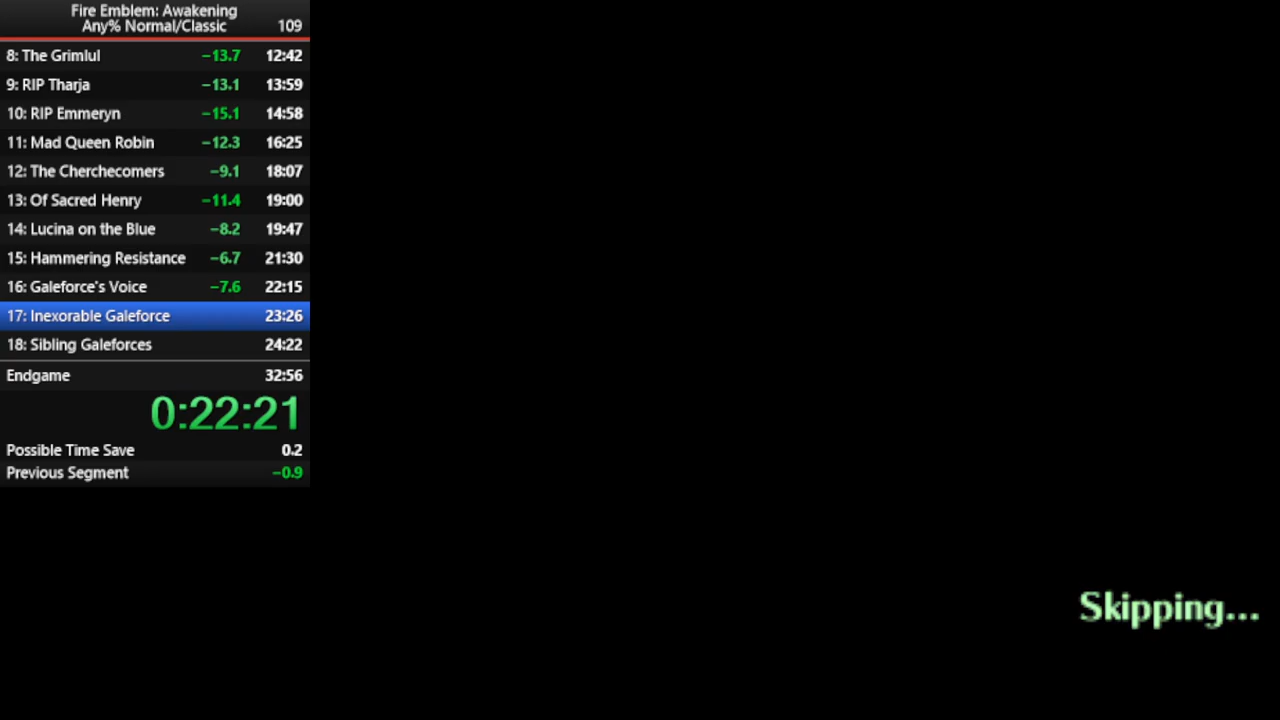 Fire Emblem: Awakening
Any% Normal/Classic 109
8: The Grimlul −13.7 12:42
9: RIP Tharja −13.1 13:59
10: RIP Emmeryn −15.1 14:58
11: Mad Queen Robin −12.3 16:25
12: The Cherchecomers −9.1 18:07
13: Of Sacred Henry −11.4 19:00
14: Lucina on the Blue −8.2 19:47
15: Hammering Resistance −6.7 21:30
16: Galeforce's Voice −7.6 22:15
17: Inexorable Galeforce 23:26
18: Sibling Galeforces 24:22
Endgame 32:56
0:22:21
Possible Time Save 0.2
Previous Segment −0.9
Skipping...